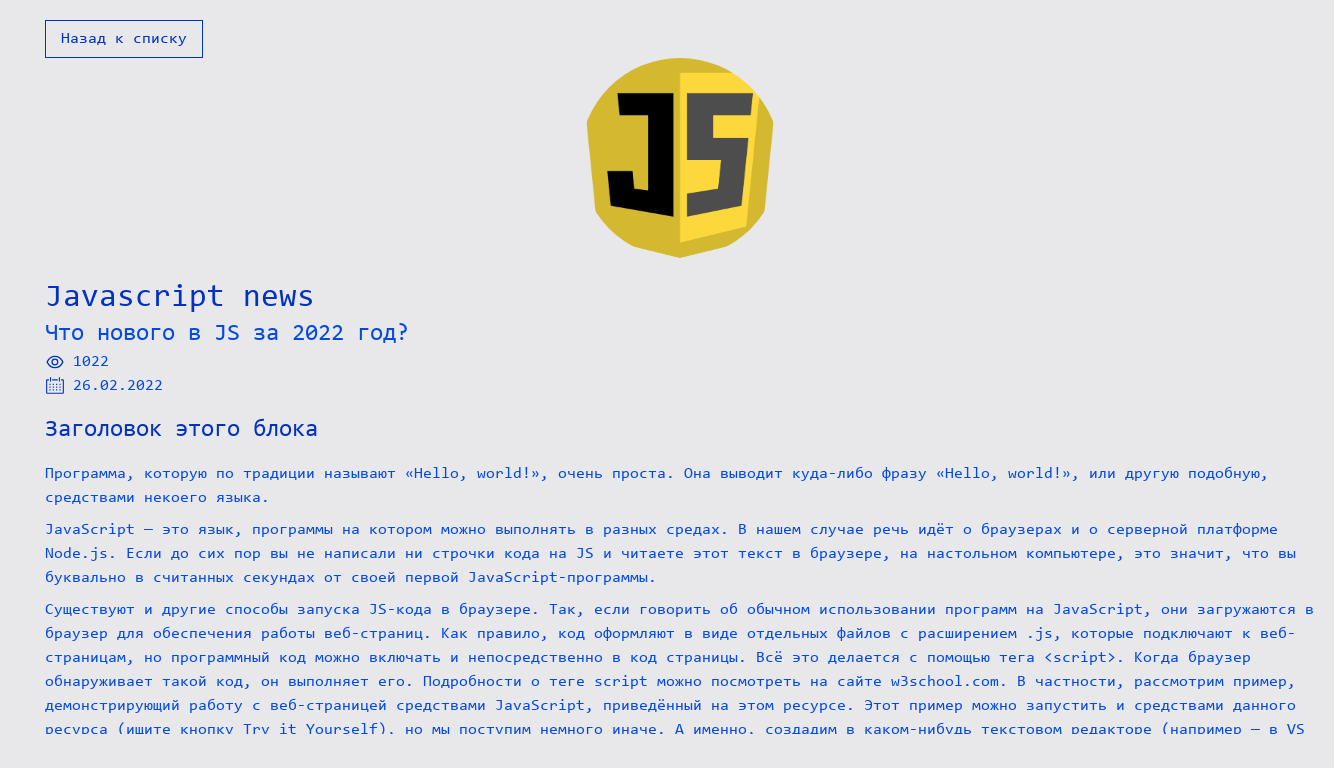 Назад к списку
JS
Javascript news
Что нового в JS за 2022 год?
1022
26.02.2022
Заголовок этого блока
Программа, которую по традиции называют «Hello, world!», очень проста. Она выводит куда-либо фразу «Hello, world!», или другую подобную,
средствами некоего языка.
JavaScript — это язык, программы на котором можно выполнять в разных средах. В нашем случае речь идёт о браузерах и о серверной платформе
Node.js. Если до сих пор вы не написали ни строчки кода на JS и читаете этот текст в браузере, на настольном компьютере, это значит, что вы
буквально в считанных секундах от своей первой JavaScript-программы.
Существуют и другие способы запуска JS-кода в браузере. Так, если говорить об обычном использовании программ на JavaScript, они загружаются в
браузер для обеспечения работы веб-страниц. Как правило, код оформляют в виде отдельных файлов с расширением .js, которые подключают к веб-
страницам, но программный код можно включать и непосредственно в код страницы. Всё это делается с помощью тега <script>. Когда браузер
обнаруживает такой код, он выполняет его. Подробности о теге script можно посмотреть на сайте w3school.com. В частности, рассмотрим пример,
демонстрирующий работу с веб-страницей средствами JavaScript, приведённый на этом ресурсе. Этот пример можно запустить и средствами данного
ресурса (ищите кнопку Try it Yourself), но мы поступим немного иначе. А именно, создадим в каком-нибудь текстовом редакторе (например — в VS